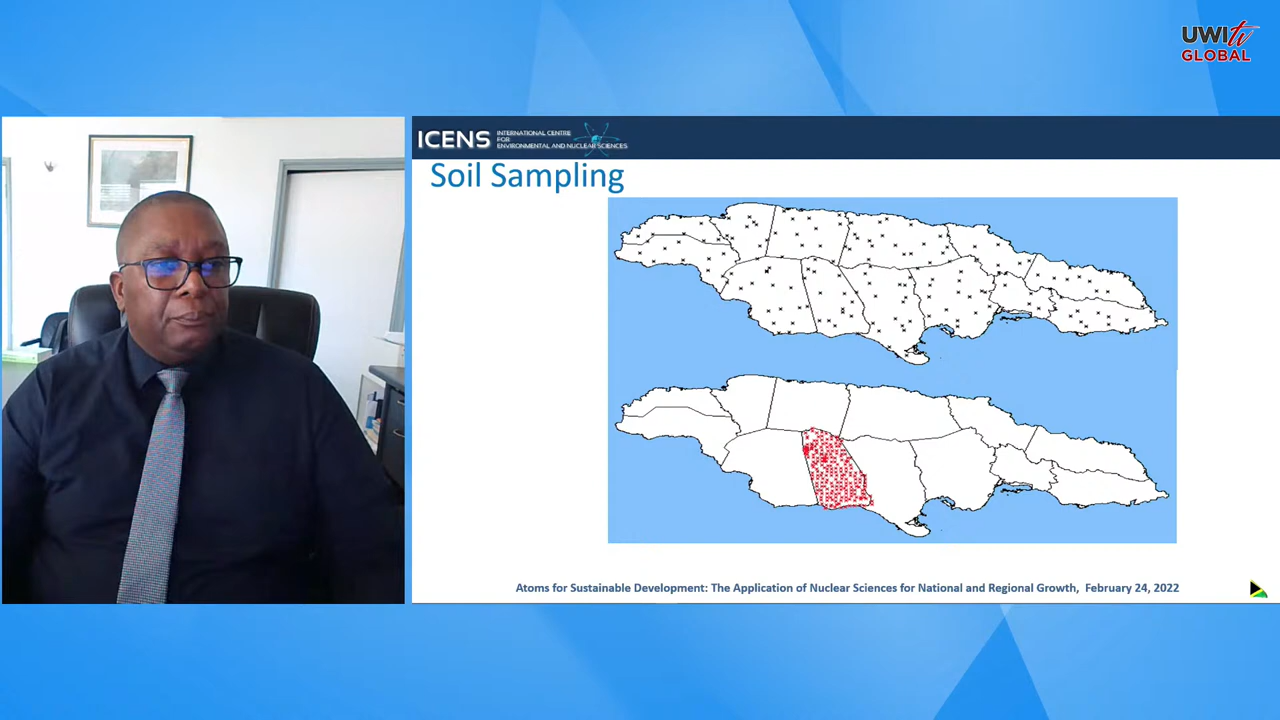 UWI tv
GLOBAL
ICENS
INTERNATIONAL CENTRE
FOR
ENVIRONMENTAL AND NUCLEAR SCIENCES
Soil Sampling
Atoms for Sustainable Development: The Application of Nuclear Sciences for National and Regional Growth, February 24, 2022